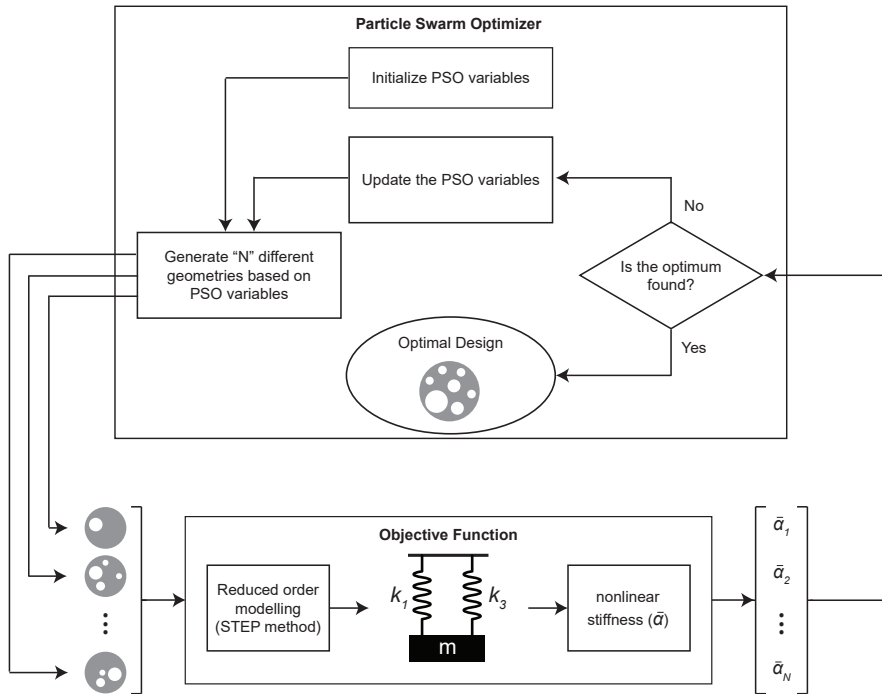 Particle Swarm Optimizer
Initialize PSO variables
Update the PSO variables
No
Generate “N” different
geometries based on
PSO variables
Is the optimum
found?
Optimal Design
Yes
Objective Function
Reduced order
modelling
(STEP method)
k₁
k₃
m
nonlinear
stiffness (ᾱ)
ᾱ₁
ᾱ₂
⋮
ᾱ_N